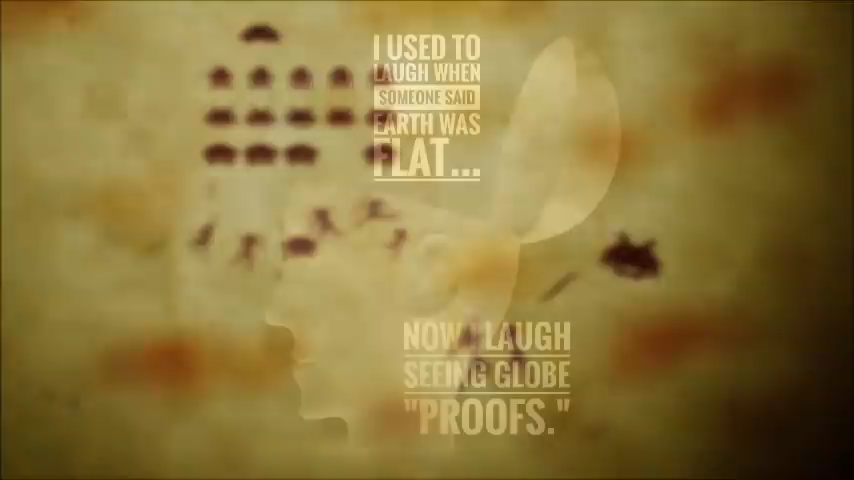 I USED TO
LAUGH WHEN
SOMEONE SAID
EARTH WAS
FLAT...
NOW I LAUGH
SEEING GLOBE
"PROOFS."